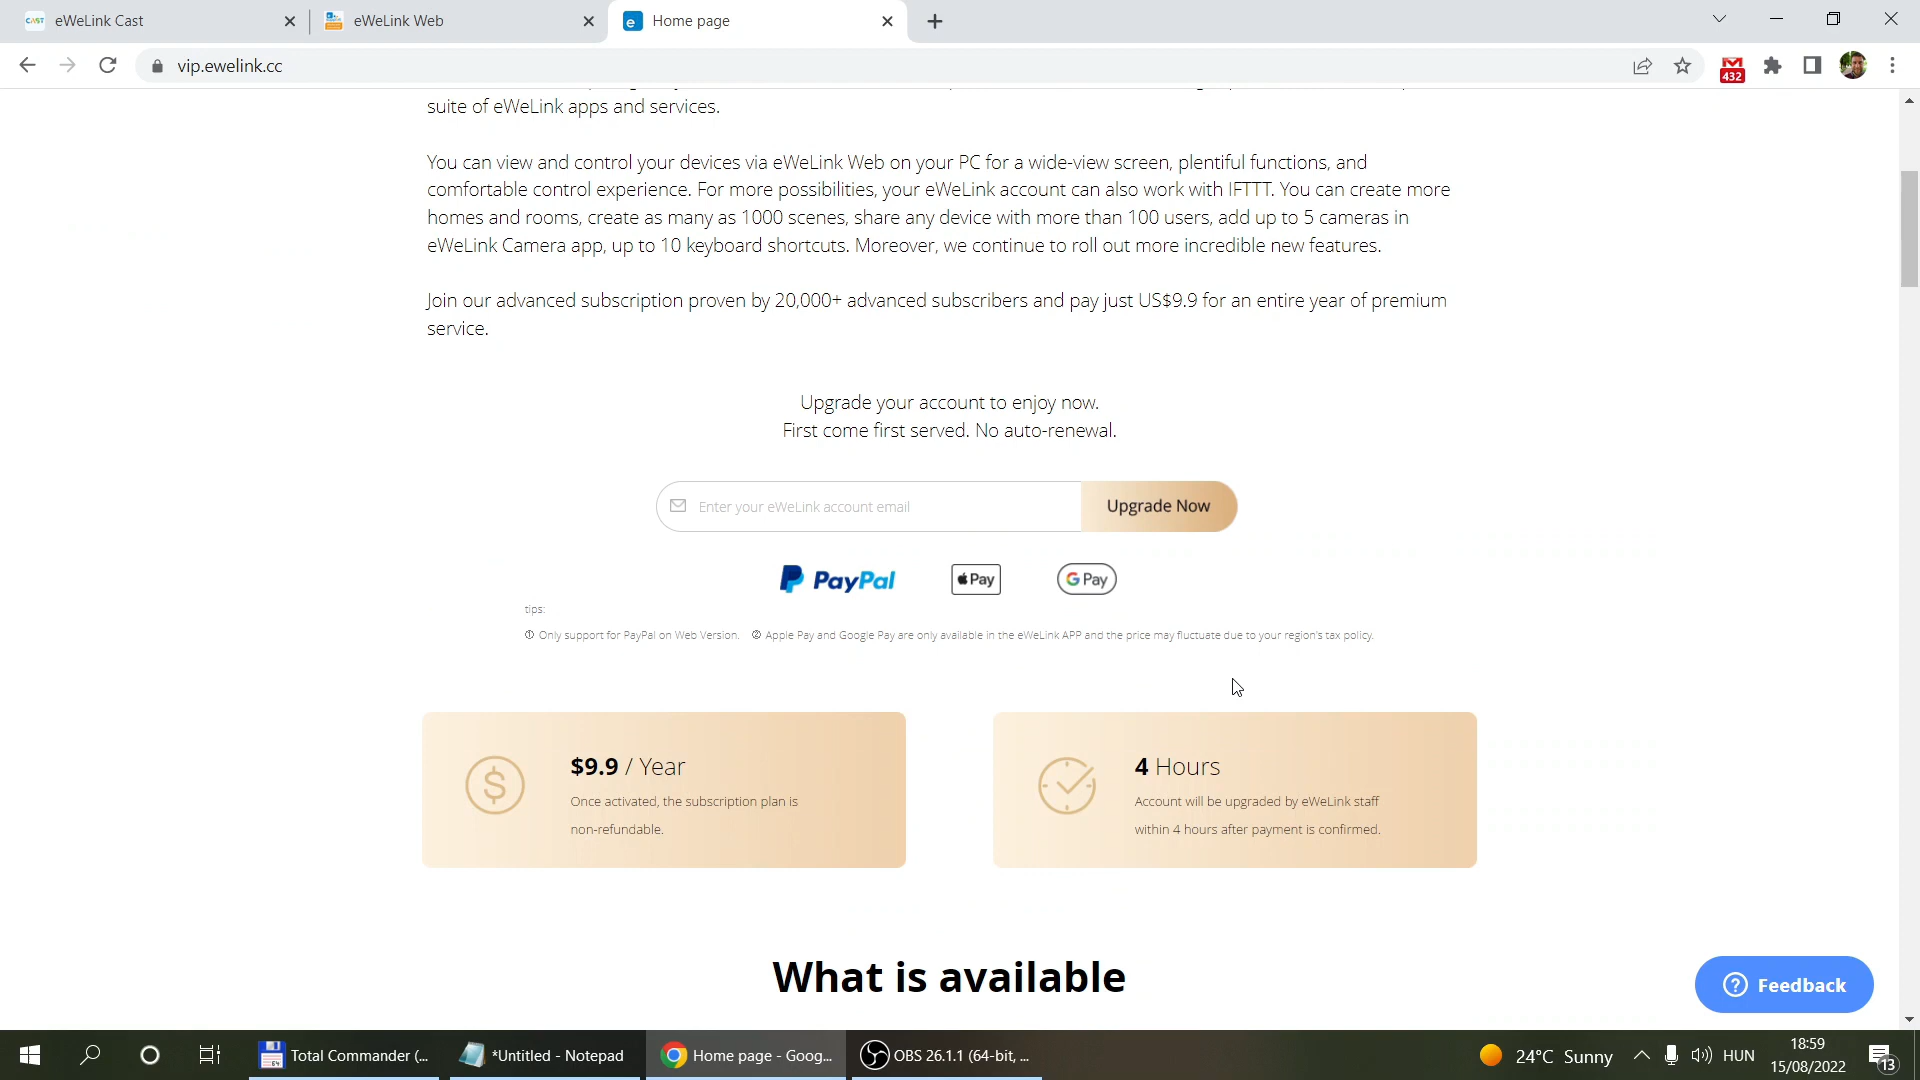 CAST eWeLink Cast
eWeLink Web
e Home page
vip.ewelink.cc
432
suite of eWeLink apps and services.
You can view and control your devices via eWeLink Web on your PC for a wide-view screen, plentiful functions, and
comfortable control experience. For more possibilities, your eWeLink account can also work with IFTTT. You can create more
homes and rooms, create as many as 1000 scenes, share any device with more than 100 users, add up to 5 cameras in
eWeLink Camera app, up to 10 keyboard shortcuts. Moreover, we continue to roll out more incredible new features.
Join our advanced subscription proven by 20,000+ advanced subscribers and pay just US$9.9 for an entire year of premium
service.
Upgrade your account to enjoy now.
First come first served. No auto-renewal.
Enter your eWeLink account email
Upgrade Now
PayPal
Pay
G Pay
tips:
① Only support for PayPal on Web Version. ② Apple Pay and Google Pay are only available in the eWeLink APP and the price may fluctuate due to your region's tax policy.
$9.9 / Year
Once activated, the subscription plan is
non-refundable.
4 Hours
Account will be upgraded by eWeLink staff
within 4 hours after payment is confirmed.
What is available
Feedback
Total Commander (...
*Untitled - Notepad
Home page - Goog...
OBS 26.1.1 (64-bit, ...
24°C Sunny
HUN
18:59
15/08/2022
13